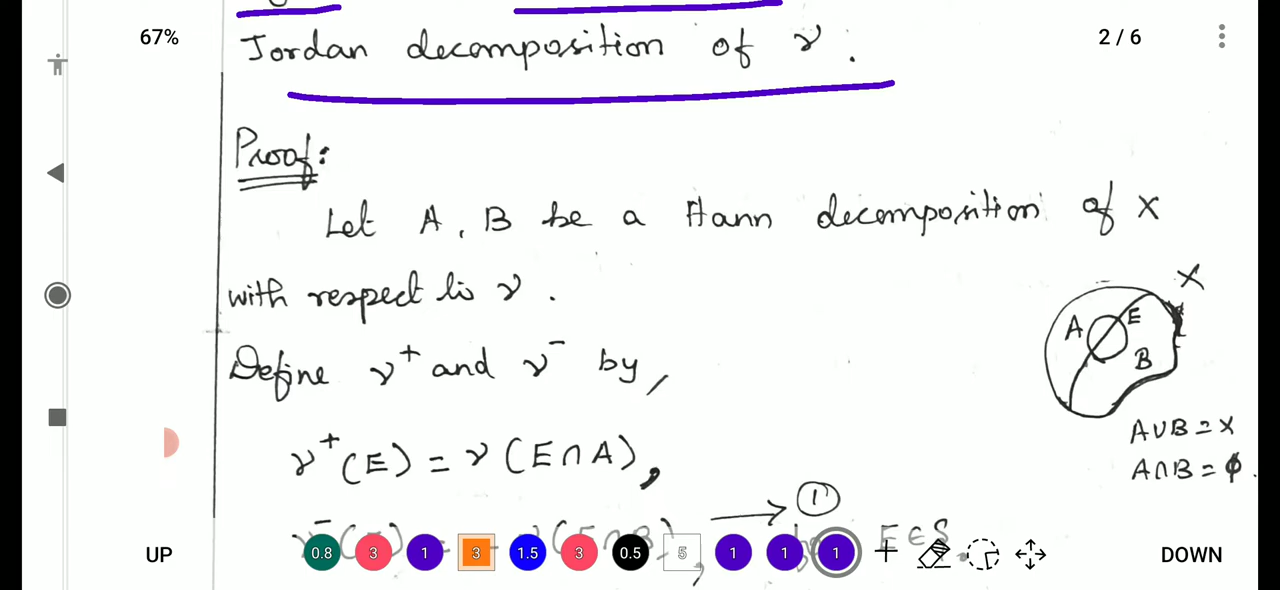 67%
2/6
Jordan decomposition of ν.
Proof:
Let A, B be a Hann decomposition of X
with respect to ν.
X
A
E
B
Define ν⁺ and ν⁻ by,
A∪B = X
ν⁺(E) = ν(E∩A),
A∩B = ϕ.
→ ①
E∈S.
UP
0.8
3
1
3
1.5
3
0.5
5
1
1
1
DOWN